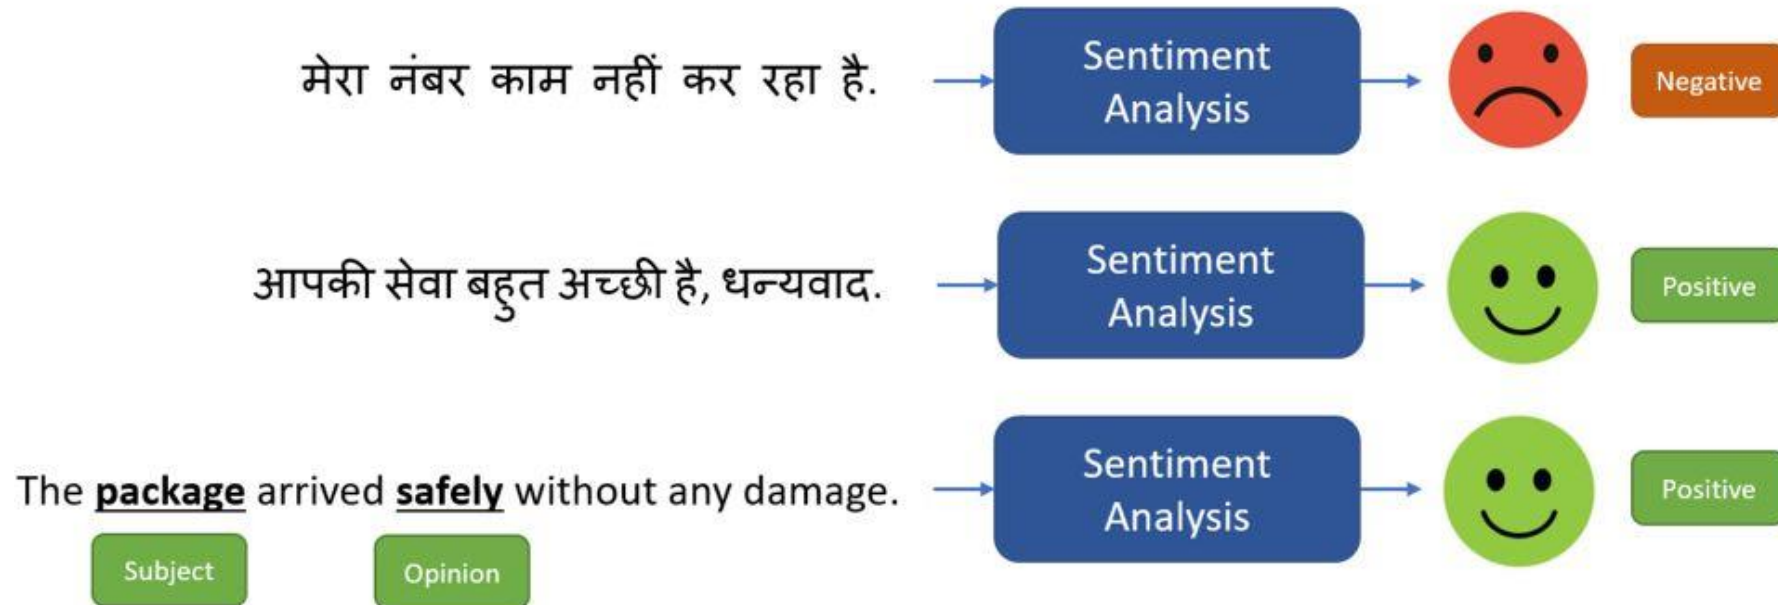 मेरा नंबर काम नहीं कर रहा है.
Sentiment
Analysis
Negative
आपकी सेवा बहुत अच्छी है, धन्यवाद.
Sentiment
Analysis
Positive
The package arrived safely without any damage.
Sentiment
Analysis
Positive
Subject
Opinion